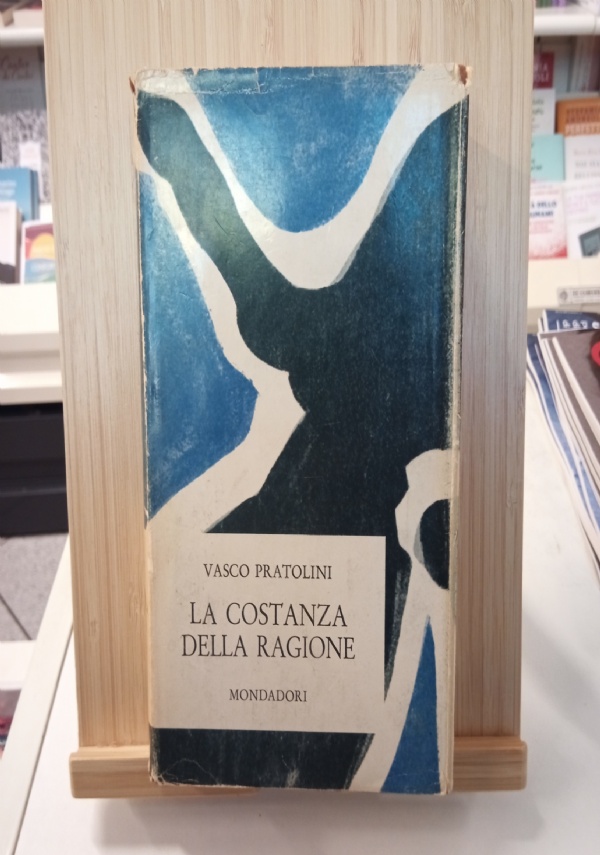 VASCO PRATOLINI
LA COSTANZA
DELLA RAGIONE
MONDADORI